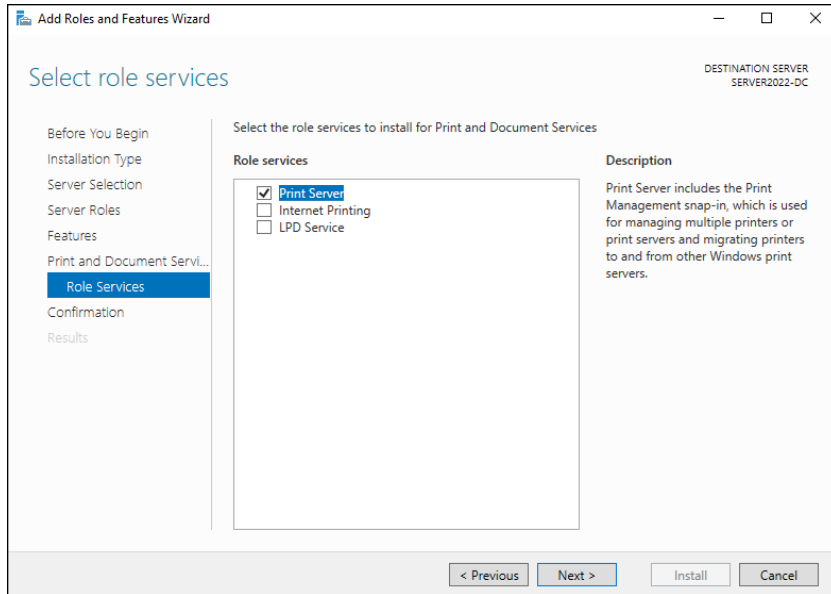 Add Roles and Features Wizard
Select role services
DESTINATION SERVER
SERVER2022-DC
Before You Begin
Installation Type
Server Selection
Server Roles
Features
Print and Document Servi...
Role Services
Confirmation
Results
Select the role services to install for Print and Document Services
Role services
Print Server
Internet Printing
LPD Service
Description
Print Server includes the Print
Management snap-in, which is used
for managing multiple printers or
print servers and migrating printers
to and from other Windows print
servers.
< Previous
Next >
Install
Cancel